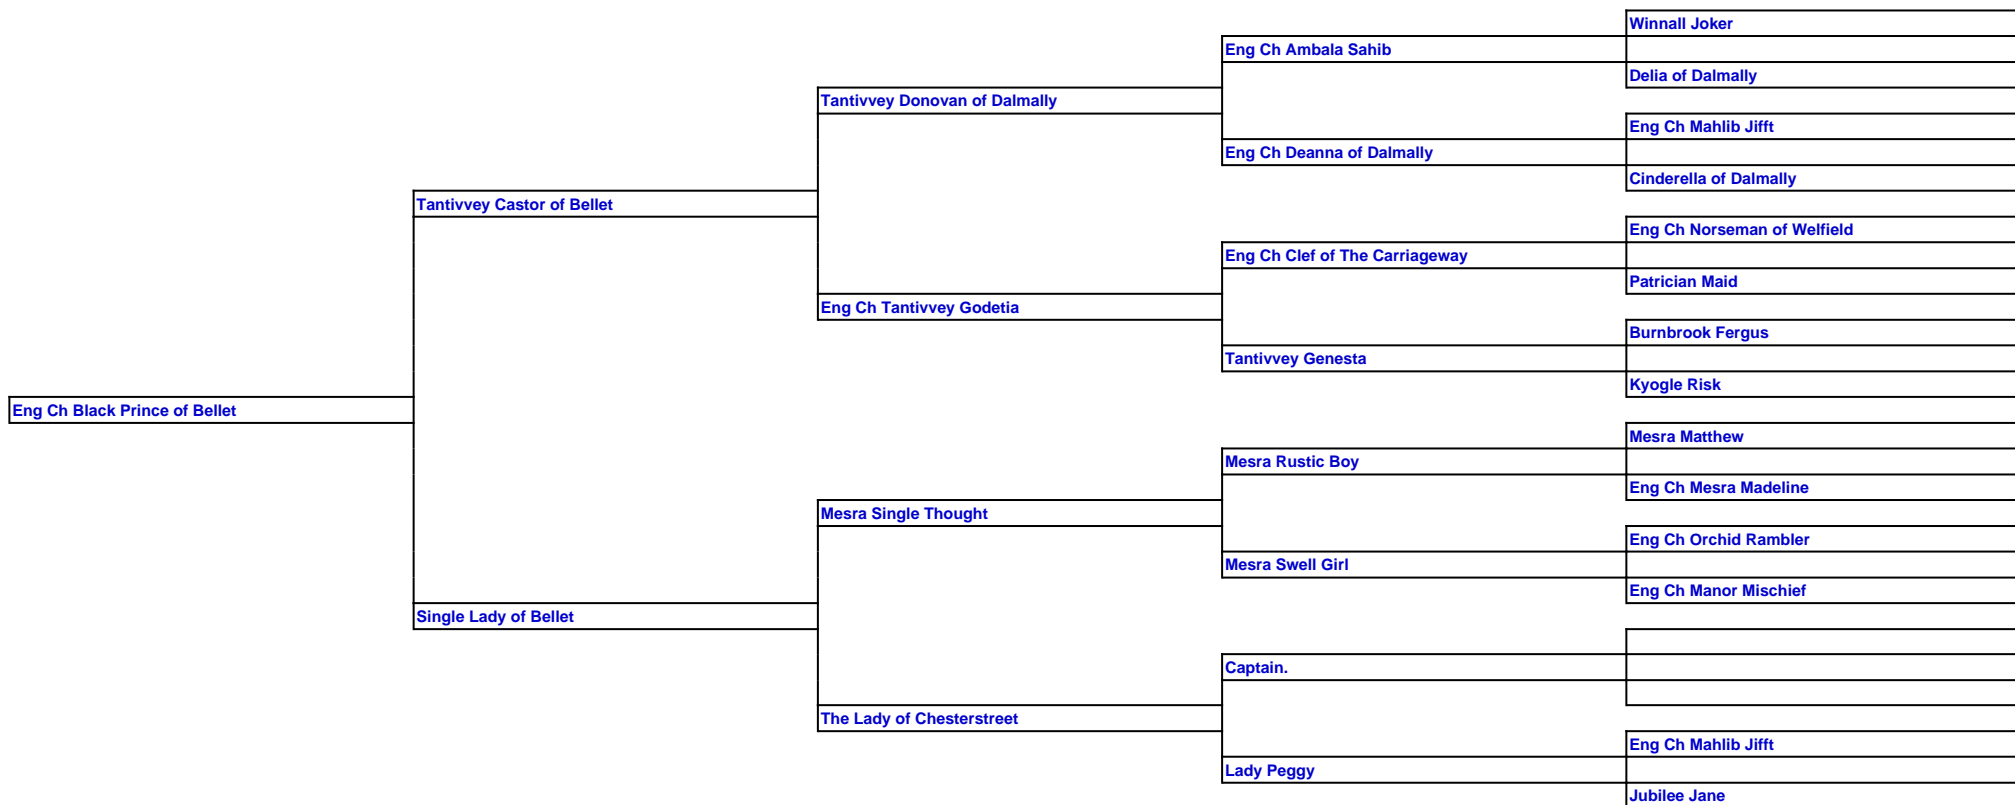 Winnall Joker
Eng Ch Ambala Sahib
Delia of Dalmally
Tantivvey Donovan of Dalmally
Eng Ch Mahlib Jifft
Eng Ch Deanna of Dalmally
Cinderella of Dalmally
Tantivvey Castor of Bellet
Eng Ch Norseman of Welfield
Eng Ch Clef of The Carriageway
Patrician Maid
Eng Ch Tantivvey Godetia
Burnbrook Fergus
Tantivvey Genesta
Kyogle Risk
Eng Ch Black Prince of Bellet
Mesra Matthew
Mesra Rustic Boy
Eng Ch Mesra Madeline
Mesra Single Thought
Eng Ch Orchid Rambler
Mesra Swell Girl
Eng Ch Manor Mischief
Single Lady of Bellet
Captain.
The Lady of Chesterstreet
Eng Ch Mahlib Jifft
Lady Peggy
Jubilee Jane